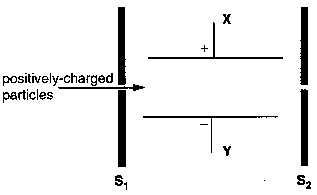 X
+
positively-charged
particles
−
Y
S₁
S₂